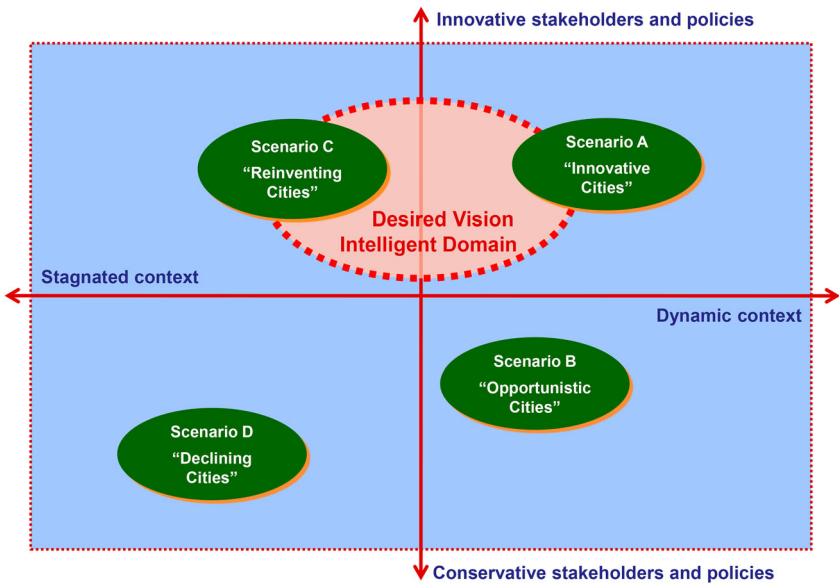 Innovative stakeholders and policies
Scenario C
“Reinventing
Cities”
Scenario A
“Innovative
Cities”
Desired Vision
Intelligent Domain
Stagnated context
Dynamic context
Scenario B
“Opportunistic
Cities”
Scenario D
“Declining
Cities”
Conservative stakeholders and policies